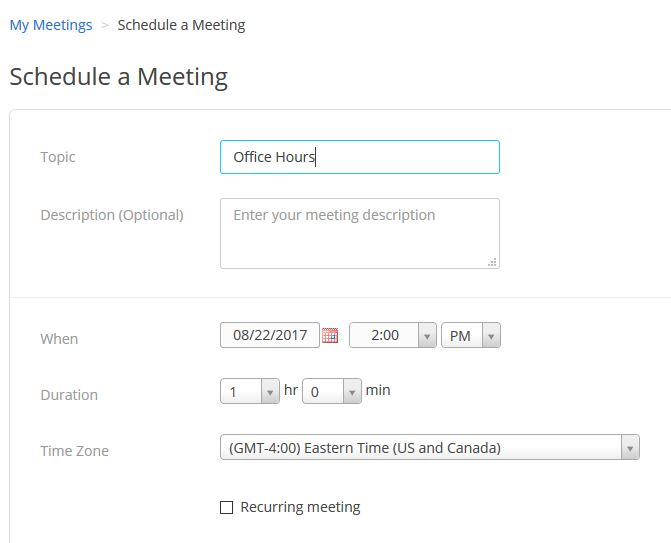 My Meetings > Schedule a Meeting
Schedule a Meeting
Topic Office Hours
Description (Optional) Enter your meeting description
When 08/22/2017 2:00 PM
Duration 1 hr 0 min
Time Zone (GMT-4:00) Eastern Time (US and Canada)
Recurring meeting